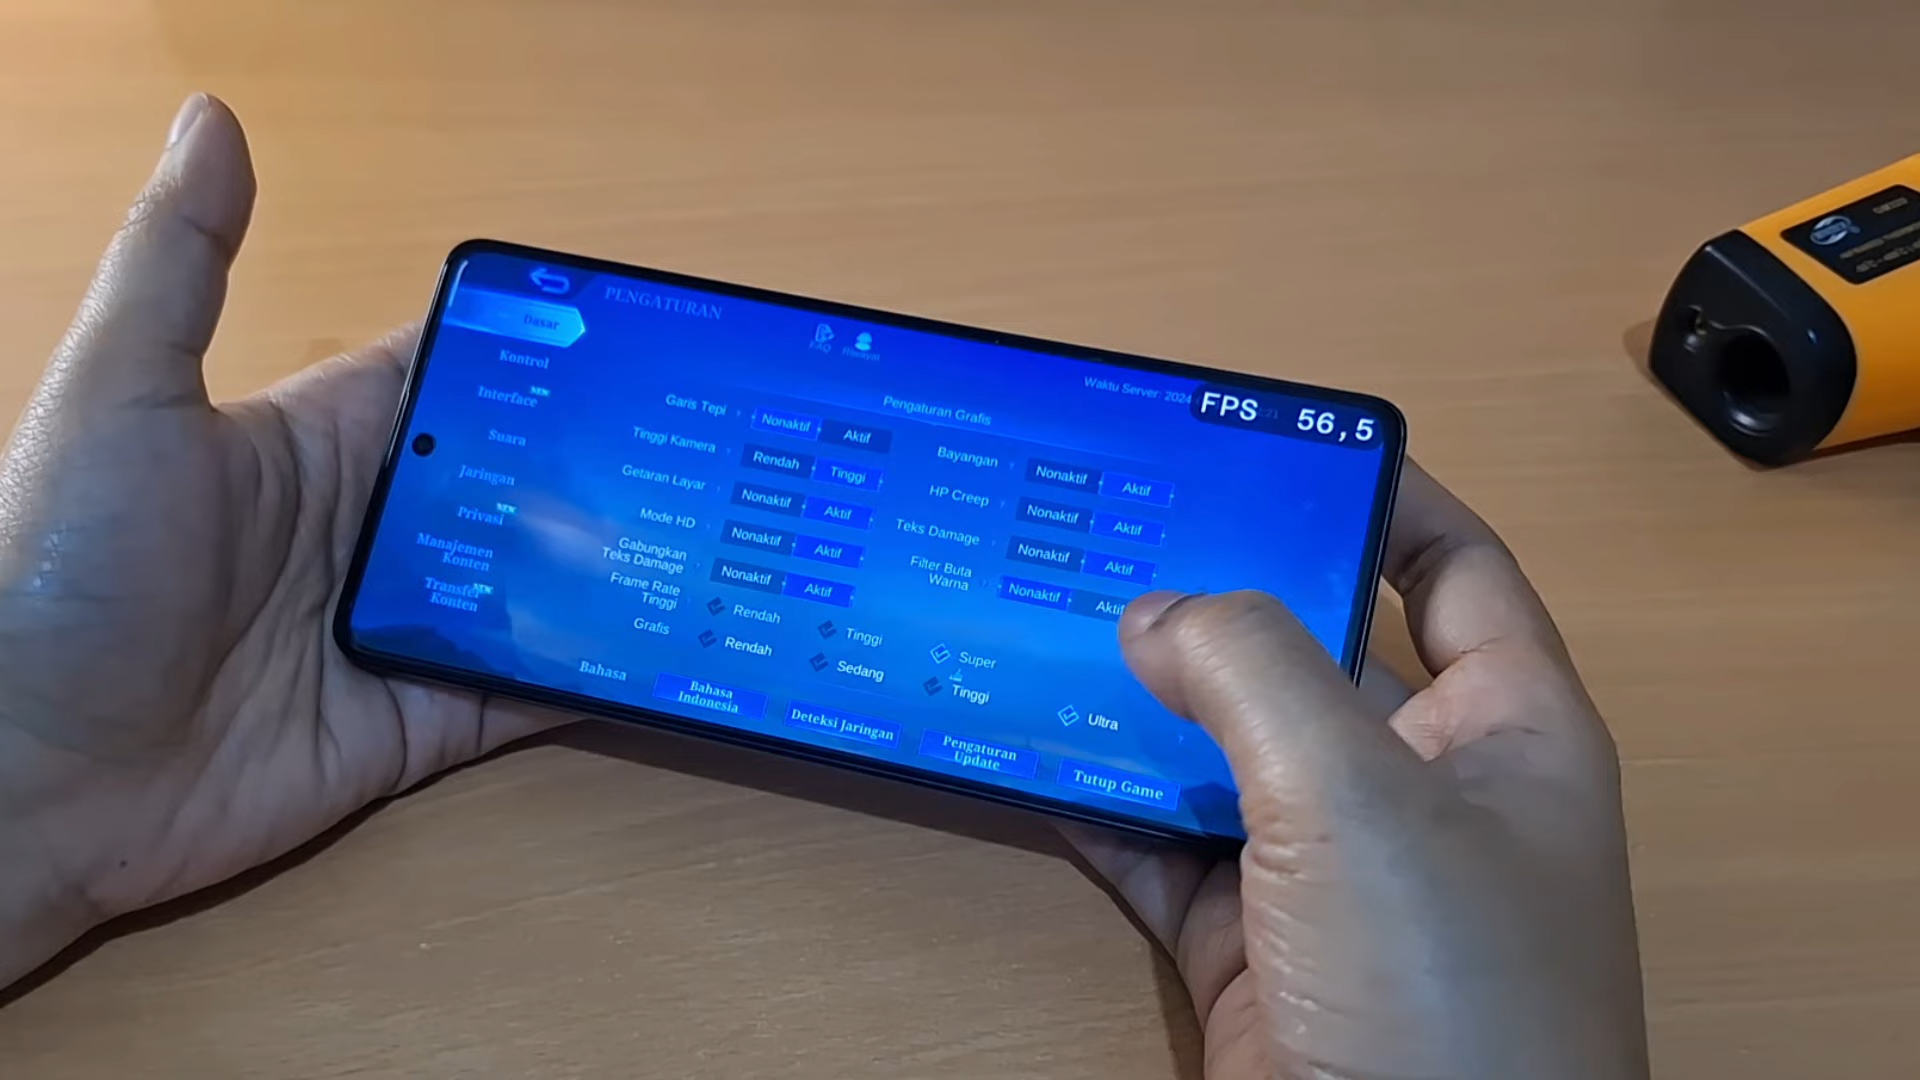 PENGATURAN
FAQ Riwayat
Waktu Server: 2024
FPS 56,5
Dasar
Kontrol
Interface NEW
Suara
Jaringan
Privasi NEW
Manajemen
Konten
Transfer NEW
Konten
Pengaturan Grafis
Garis Tepi Nonaktif Aktif
Tinggi Kamera Rendah Tinggi
Getaran Layar Nonaktif Aktif
Mode HD Nonaktif Aktif
Gabungkan
Teks Damage Nonaktif Aktif
Bayangan Nonaktif Aktif
HP Creep Nonaktif Aktif
Teks Damage Nonaktif Aktif
Filter Buta
Warna Nonaktif Aktif
Frame Rate
Tinggi Rendah Tinggi Super
Grafis Rendah Sedang Tinggi Ultra
Bahasa Bahasa
Indonesia
Deteksi Jaringan
Pengaturan
Update
Tutup Game